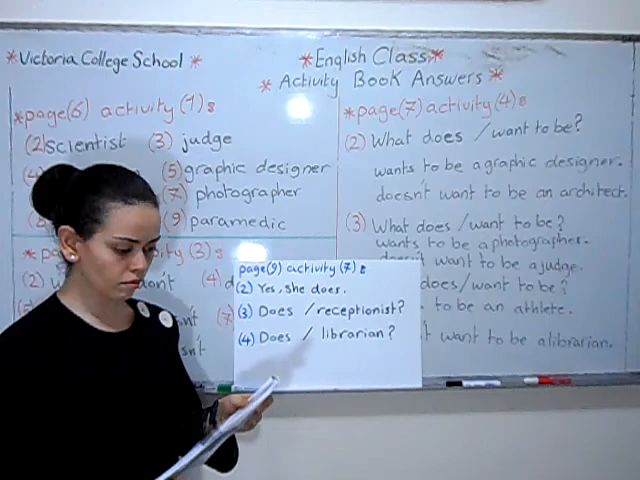 *Victoria College School *
*English Class*
* Activity Book Answers *
*page(6) activity (1)s
(2)scientist (3) judge
(5)graphic designer
(7) photographer
(9) paramedic
(2) (4)
*page(7) activity (4)s
(2) What does /want to be?
wants to be a graphic designer.
doesn't want to be an architect.
(3) What does /want to be?
wants to be a photographer.
want to be a judge.
does/want to be?
to be an athlete.
want to be a librarian.
page(9) activity (7)s
(2) Yes, she does.
(3) Does / receptionist?
(4) Does / librarian?